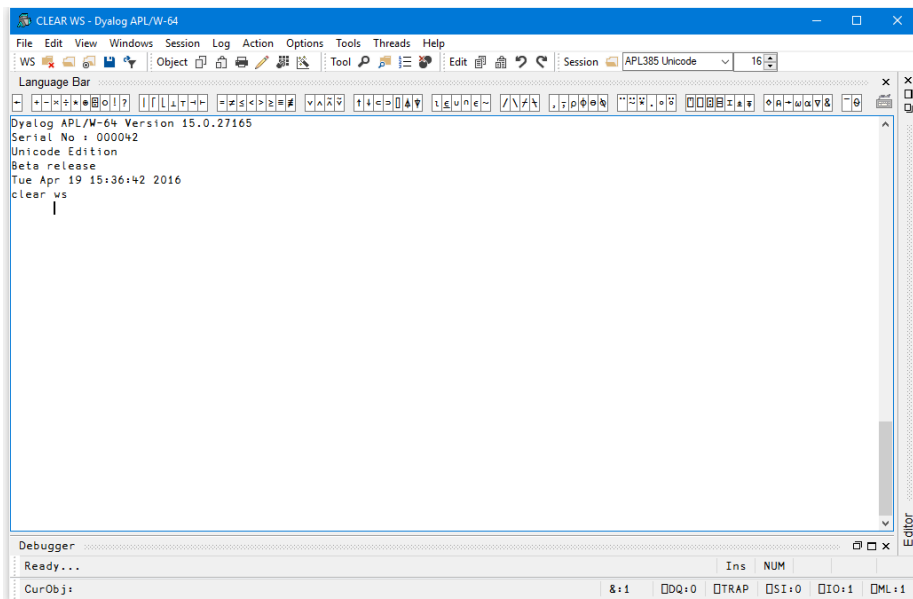 CLEAR WS - Dyalog APL/W-64
File Edit View Windows Session Log Action Options Tools Threads Help
WS Object Tool Edit Session APL385 Unicode 16
Language Bar
← + - × ÷ * ⍟ ⌹ ○ ! ? | ⌈ ⌊ ⊥ ⊤ ⊣ ⊢ = ≠ ≤ < > ≥ ≡ ≢ ∨ ∧ ⍲ ⍱ ↑ ↓ ⊂ ⊃ ⌷ ⍋ ⍒ ⍳ ⍷ ∪ ∩ ∊ ~ / \ ⌿ ⍀ , ⍪ ⍴ ⌽ ⊖ ⍉ ¨ ⍨ ⍣ . ∘ ⍤ ⍞ ⎕ ⍠ ⌸ ⌶ ⍎ ⍕ ⋄ ⍝ → ⍵ ⍺ ∇ & ¯ ⍬
Dyalog APL/W-64 Version 15.0.27165
Serial No : 000042
Unicode Edition
Beta release
Tue Apr 19 15:36:42 2016
clear ws
Editor
Debugger
Ready... Ins NUM
CurObj: &:1 ⎕DQ:0 ⎕TRAP ⎕SI:0 ⎕IO:1 ⎕ML:1